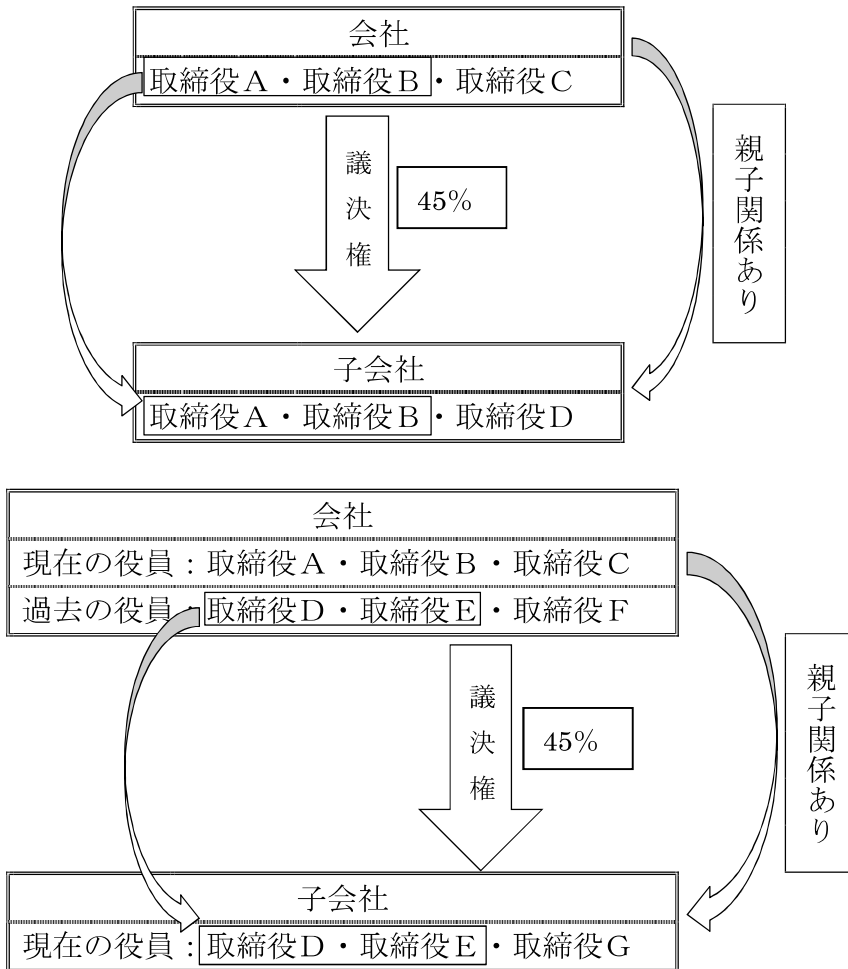 会社
取締役A・取締役B・取締役C
議決権
45%
親子関係あり
子会社
取締役A・取締役B・取締役D
会社
現在の役員:取締役A・取締役B・取締役C
過去の役員:取締役D・取締役E・取締役F
議決権
45%
親子関係あり
子会社
現在の役員:取締役D・取締役E・取締役G